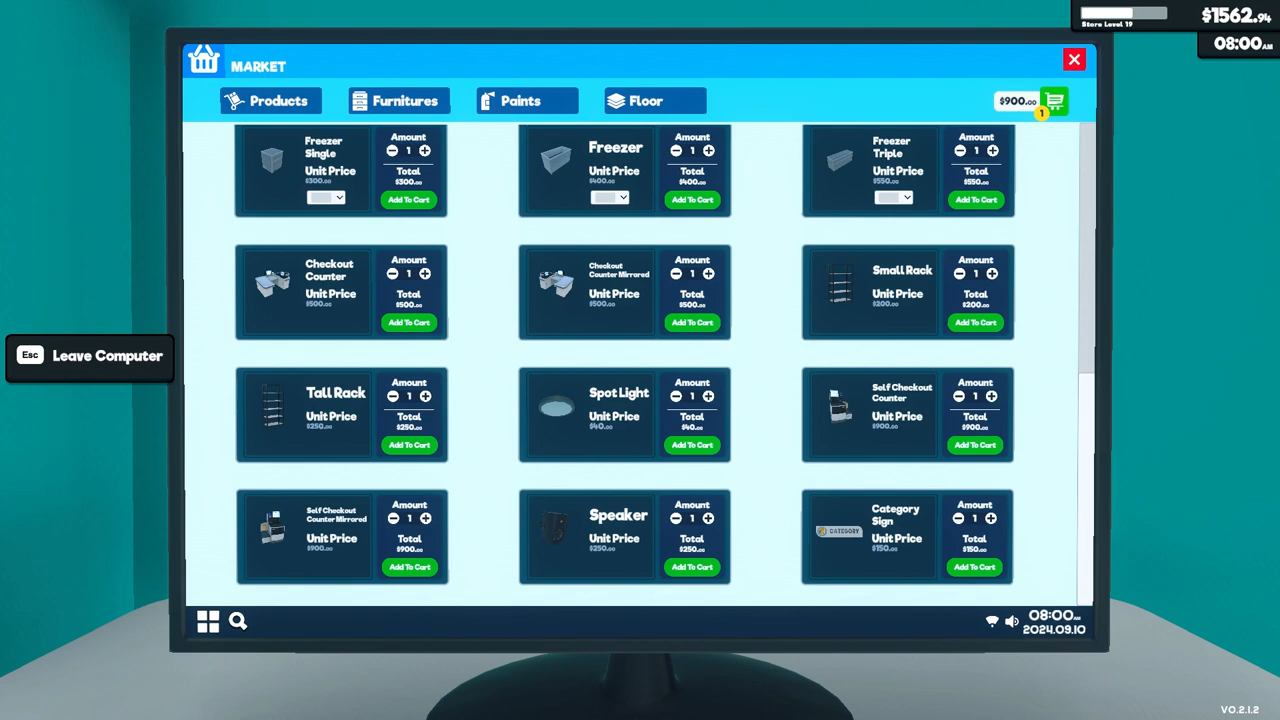 $1562.94
Store Level 19
08:00AM
MARKET
Products
Furnitures
Paints
Floor
$900.00
1
Freezer
Single
Unit Price
$300.00
Amount
1
Total
$300.00
Add To Cart
Freezer
Unit Price
$400.00
Amount
1
Total
$400.00
Add To Cart
Freezer
Triple
Unit Price
$550.00
Amount
1
Total
$550.00
Add To Cart
Checkout
Counter
Unit Price
$500.00
Amount
1
Total
$500.00
Add To Cart
Checkout
Counter Mirrored
Unit Price
$500.00
Amount
1
Total
$500.00
Add To Cart
Small Rack
Unit Price
$200.00
Amount
1
Total
$200.00
Add To Cart
Esc Leave Computer
Tall Rack
Unit Price
$250.00
Amount
1
Total
$250.00
Add To Cart
Spot Light
Unit Price
$40.00
Amount
1
Total
$40.00
Add To Cart
Self Checkout
Counter
Unit Price
$900.00
Amount
1
Total
$900.00
Add To Cart
Self Checkout
Counter Mirrored
Unit Price
$900.00
Amount
1
Total
$900.00
Add To Cart
Speaker
Unit Price
$250.00
Amount
1
Total
$250.00
Add To Cart
CATEGORY
Category
Sign
Unit Price
$150.00
Amount
1
Total
$150.00
Add To Cart
08:00AM
2024.09.10
V0.2.1.2